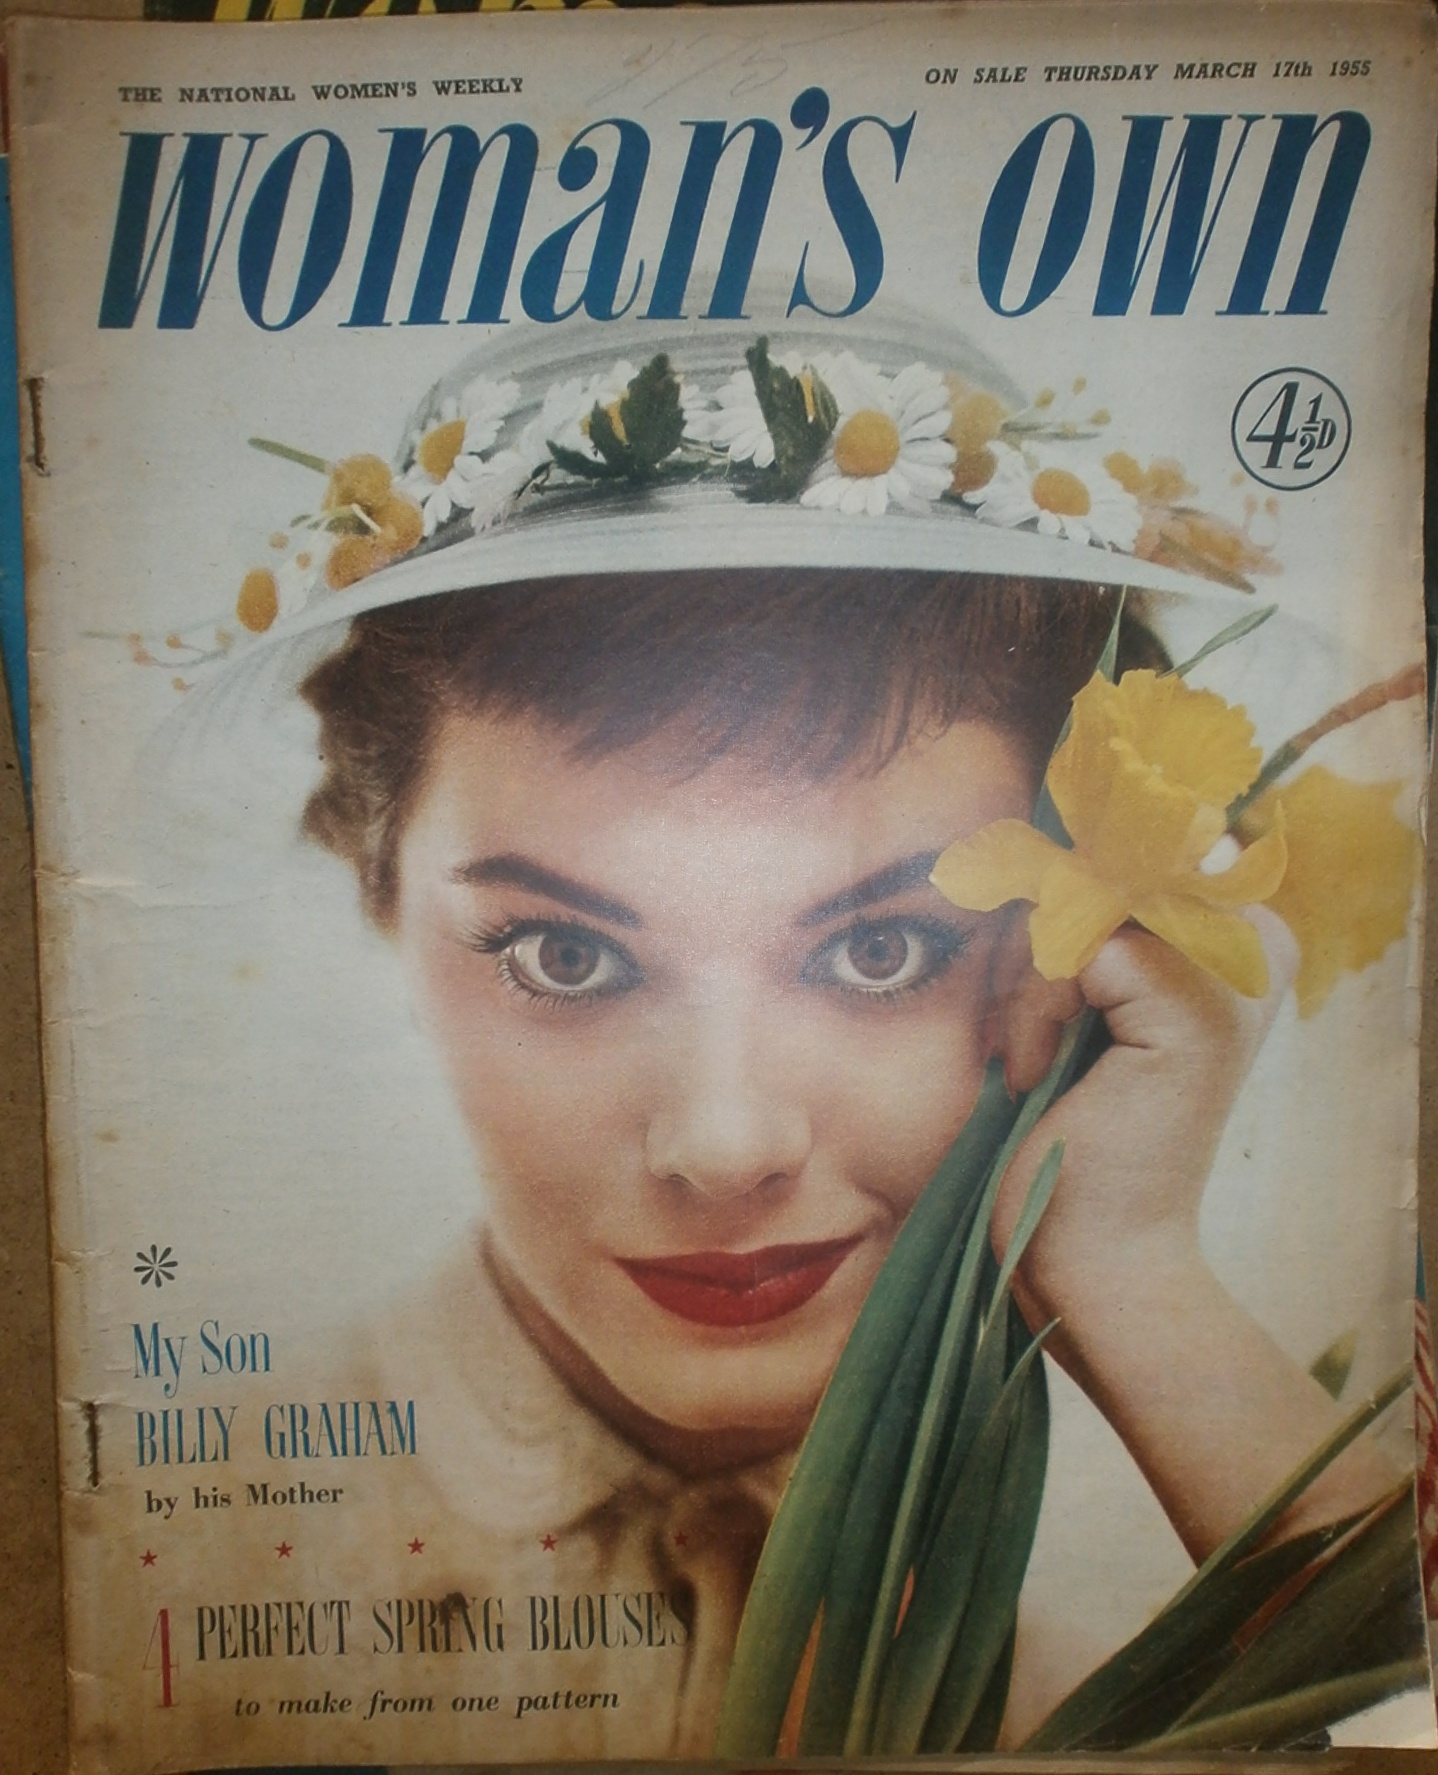 THE NATIONAL WOMEN'S WEEKLY
ON SALE THURSDAY MARCH 17th 1955
woman's own
4½D
My Son
BILLY GRAHAM
by his Mother
4 PERFECT SPRING BLOUSES
to make from one pattern